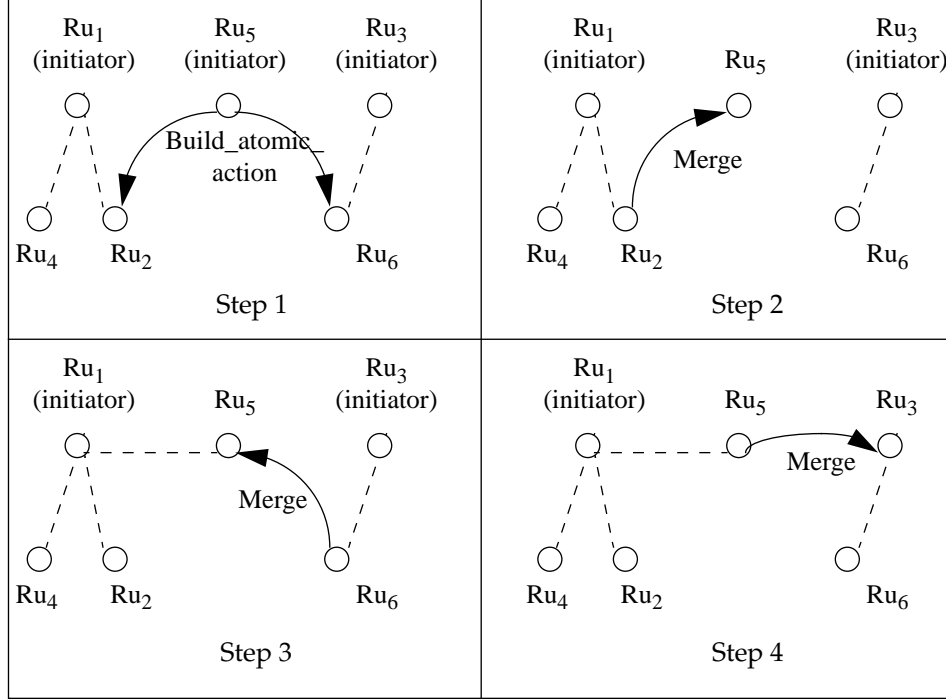 Ru1
(initiator)
Ru5
(initiator)
Ru3
(initiator)
Build_atomic_
action
Ru4
Ru2
Ru6
Step 1
Ru1
(initiator)
Ru5
Ru3
(initiator)
Merge
Ru4
Ru2
Ru6
Step 2
Ru1
(initiator)
Ru5
Ru3
(initiator)
Merge
Ru4
Ru2
Ru6
Step 3
Ru1
(initiator)
Ru5
Ru3
Merge
Ru4
Ru2
Ru6
Step 4